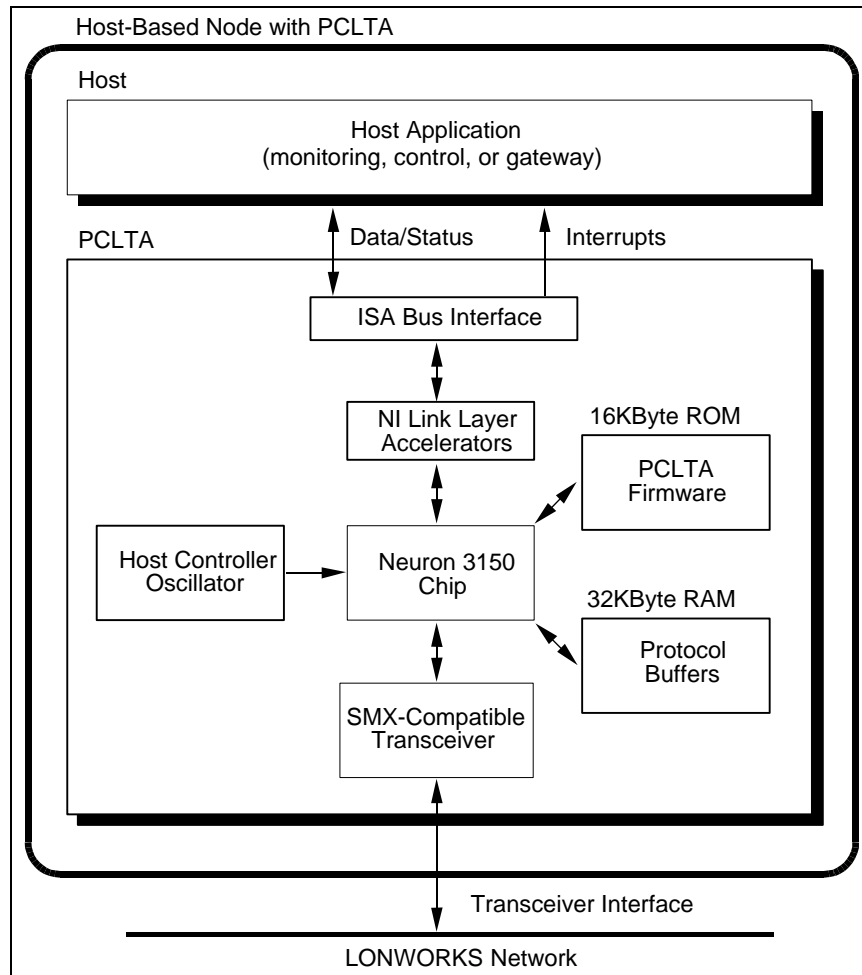 Host-Based Node with PCLTA
Host
Host Application
(monitoring, control, or gateway)
Data/Status
Interrupts
PCLTA
ISA Bus Interface
NI Link Layer
Accelerators
16KByte ROM
PCLTA
Firmware
Host Controller
Oscillator
Neuron 3150
Chip
32KByte RAM
Protocol
Buffers
SMX-Compatible
Transceiver
Transceiver Interface
LONWORKS Network